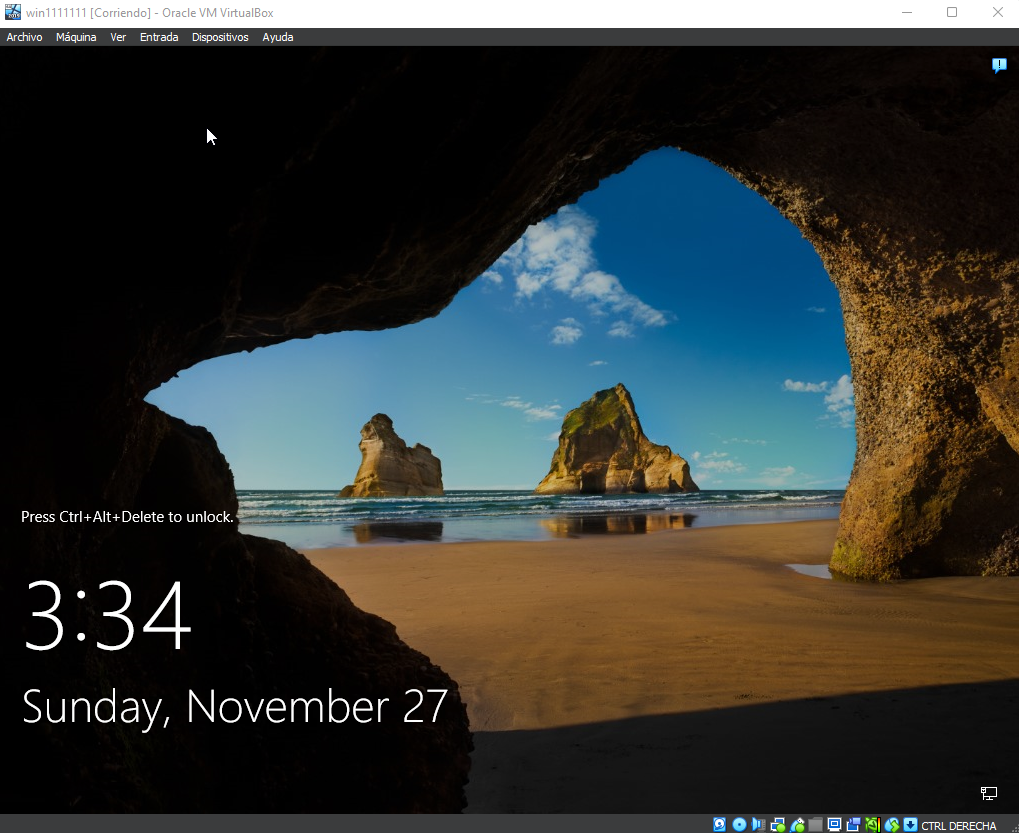 win1111111 [Corriendo] - Oracle VM VirtualBox
Archivo Máquina Ver Entrada Dispositivos Ayuda
Press Ctrl+Alt+Delete to unlock.
3:34
Sunday, November 27
CTRL DERECHA